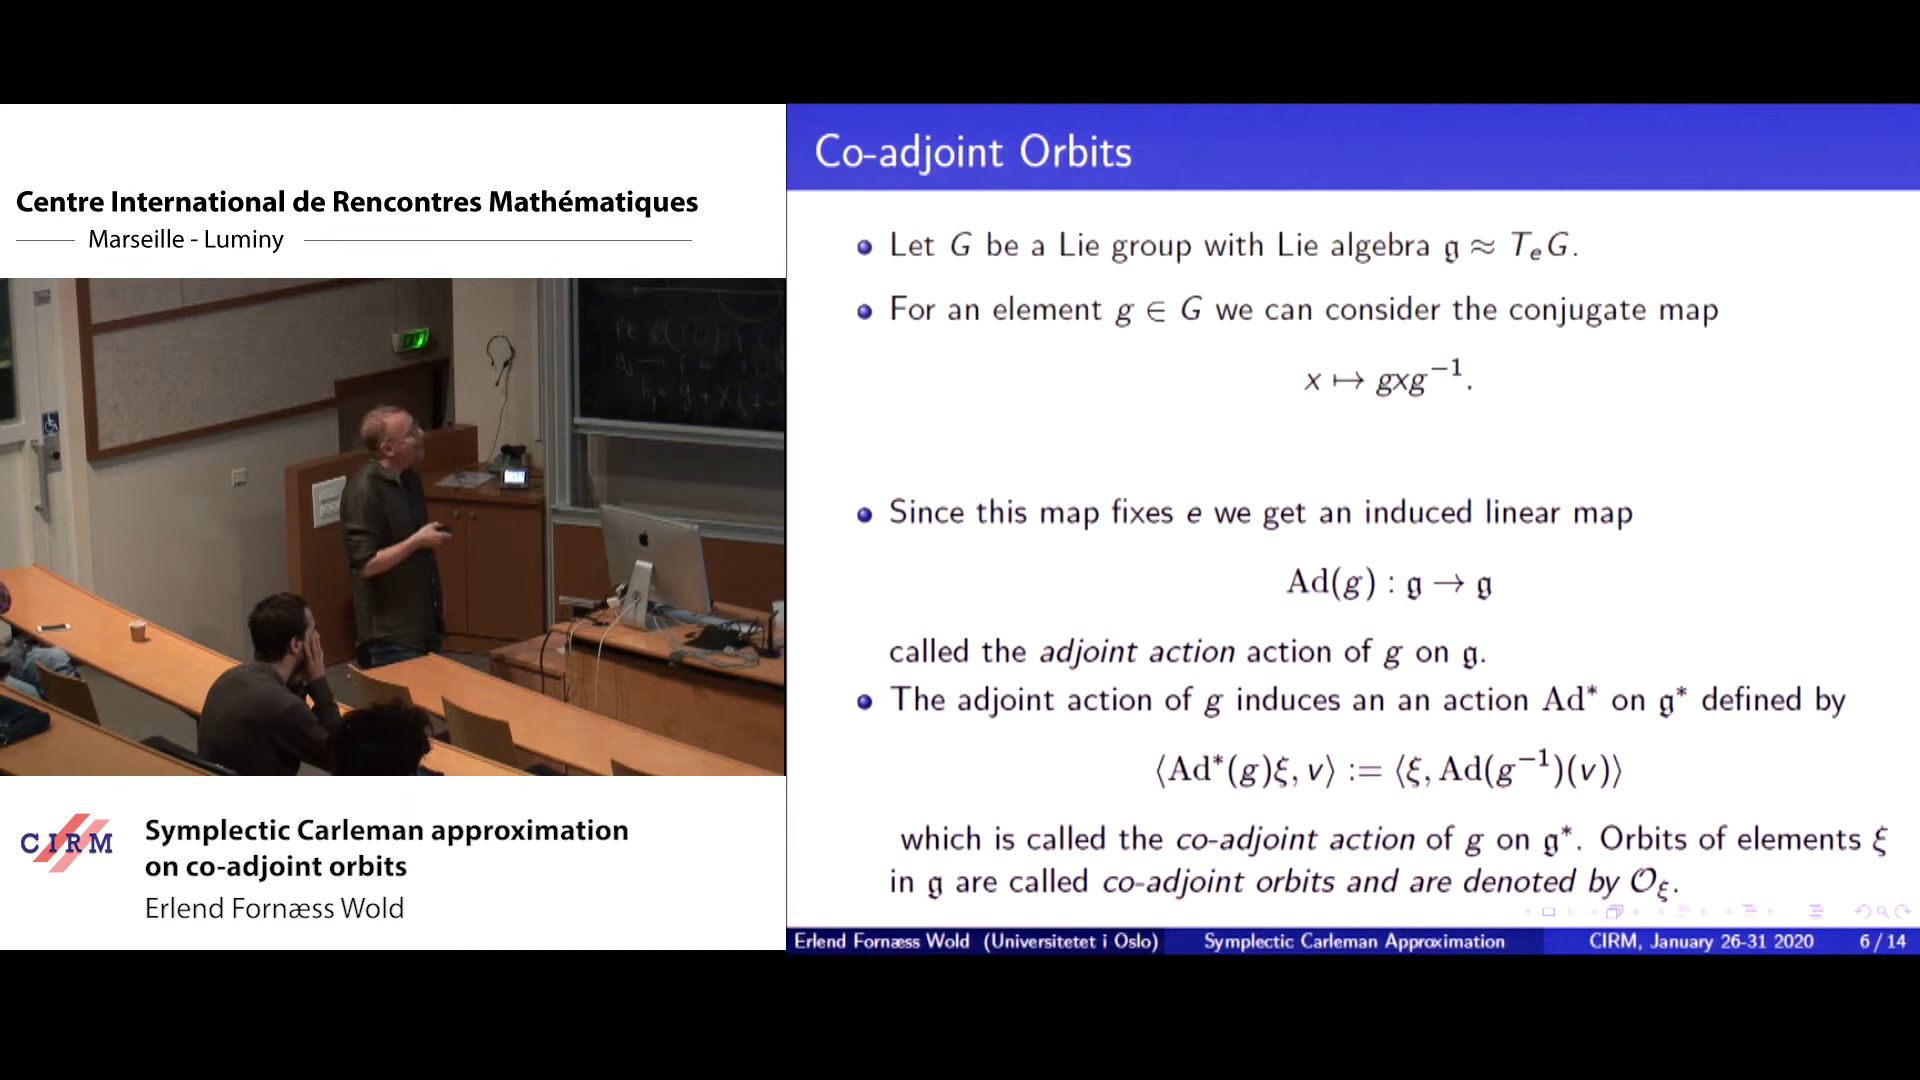 Centre International de Rencontres Mathématiques
Marseille - Luminy
CIRM
Symplectic Carleman approximation
on co-adjoint orbits
Erlend Fornæss Wold
Co-adjoint Orbits
Let G be a Lie group with Lie algebra 𝔤 ≈ TₑG.
For an element g ∈ G we can consider the conjugate map
x ↦ gxg⁻¹.
Since this map fixes e we get an induced linear map
Ad(g) : 𝔤 → 𝔤
called the adjoint action action of g on 𝔤.
The adjoint action of g induces an an action Ad* on 𝔤* defined by
⟨Ad*(g)ξ, v⟩ := ⟨ξ, Ad(g⁻¹)(v)⟩
which is called the co-adjoint action of g on 𝔤*. Orbits of elements ξ
in 𝔤 are called co-adjoint orbits and are denoted by 𝒪_ξ.
Erlend Fornæss Wold (Universitetet i Oslo) Symplectic Carleman Approximation CIRM, January 26-31 2020 6 / 14